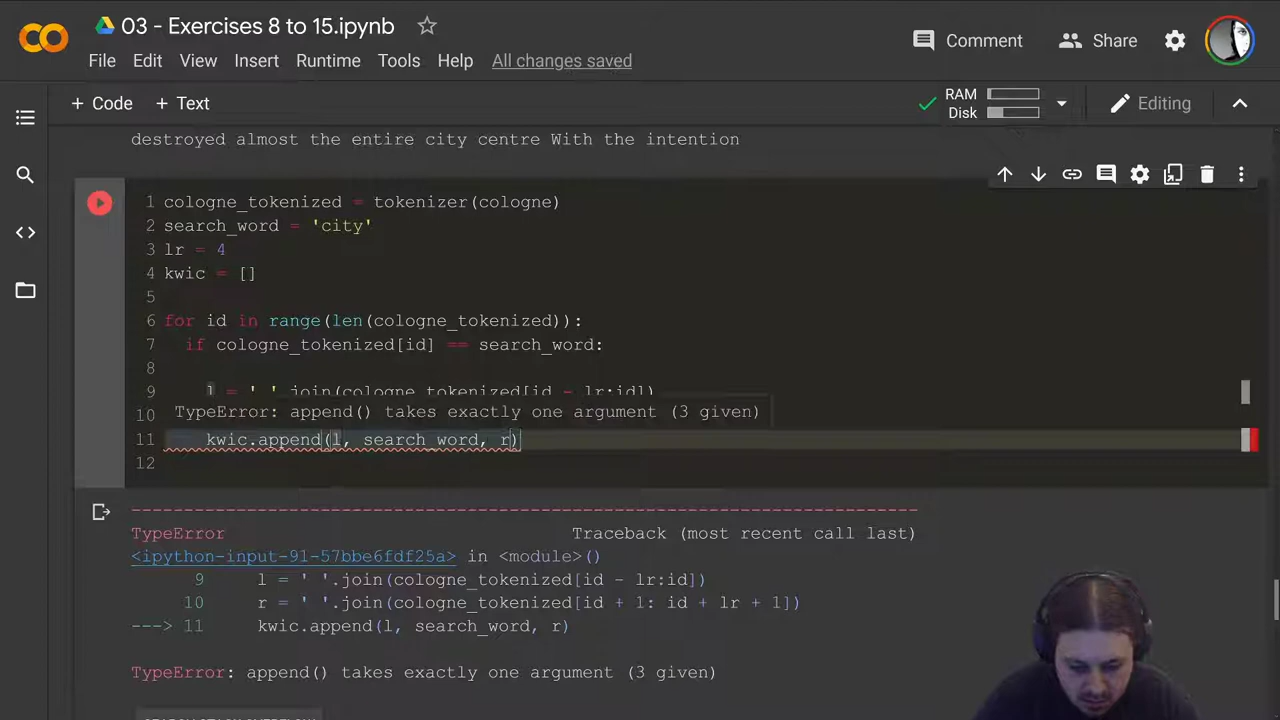 CO 03 - Exercises 8 to 15.ipynb
File Edit View Insert Runtime Tools Help All changes saved
Comment Share
+ Code + Text
RAM
Disk
Editing
destroyed almost the entire city centre With the intention
1 cologne_tokenized = tokenizer(cologne)
2 search_word = 'city'
3 lr = 4
4 kwic = []
5
6 for id in range(len(cologne_tokenized)):
7 if cologne_tokenized[id] == search_word:
8
9 l = ' '.join(cologne_tokenized[id - lr:id])
10 TypeError: append() takes exactly one argument (3 given)
11 kwic.append(l, search_word, r)
12
TypeError Traceback (most recent call last)
<ipython-input-91-57bbe6fdf25a> in <module>()
9 l = ' '.join(cologne_tokenized[id - lr:id])
10 r = ' '.join(cologne_tokenized[id + 1: id + lr + 1])
---> 11 kwic.append(l, search_word, r)
TypeError: append() takes exactly one argument (3 given)